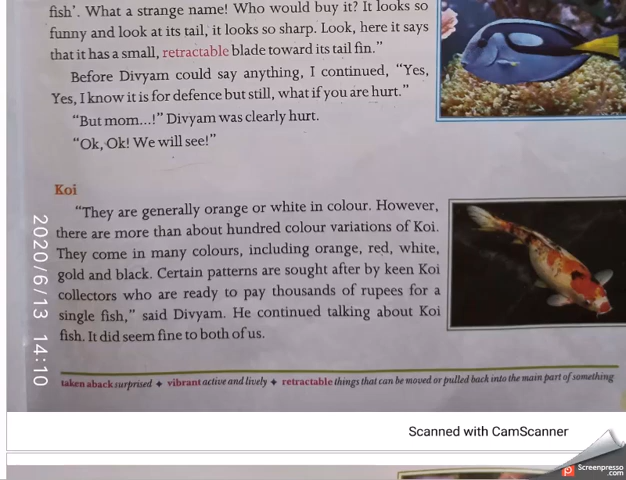 fish'. What a strange name! Who would buy it? It looks so
funny and look at its tail, it looks so sharp. Look, here it says
that it has a small, retractable blade toward its tail fin."
Before Divyam could say anything, I continued, "Yes,
Yes, I know it is for defence but still, what if you are hurt."
"But mom...!" Divyam was clearly hurt.
"Ok, Ok! We will see!"
Koi
"They are generally orange or white in colour. However,
there are more than about hundred colour variations of Koi.
They come in many colours, including orange, red, white,
gold and black. Certain patterns are sought after by keen Koi
collectors who are ready to pay thousands of rupees for a
single fish," said Divyam. He continued talking about Koi
fish. It did seem fine to both of us.
2020/6/13 14:10
taken aback surprised ✦ vibrant active and lively ✦ retractable things that can be moved or pulled back into the main part of something
Scanned with CamScanner
Screenpresso
.com